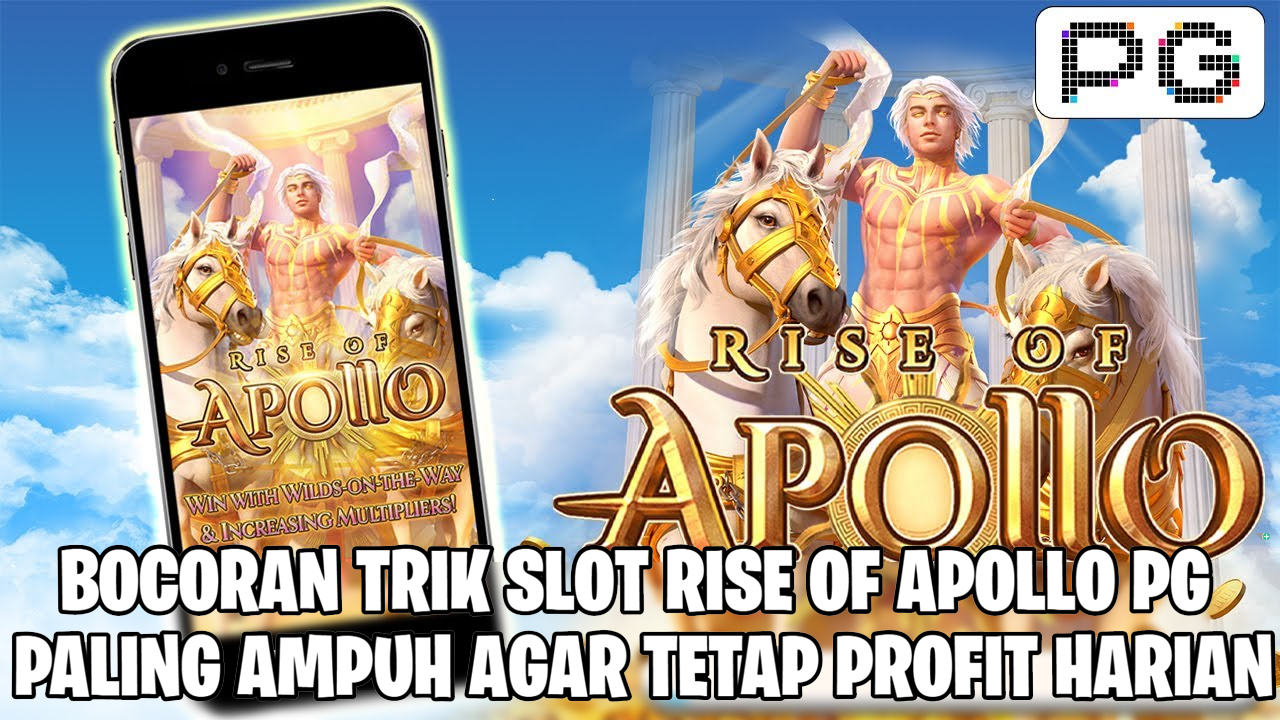 PG
RISE OF
APOLLO
WIN WITH WILDS-ON-THE-WAY
& INCREASING MULTIPLIERS!
RISE OF
APOLLO
BOCORAN TRIK SLOT RISE OF APOLLO PG
PALING AMPUH AGAR TETAP PROFIT HARIAN